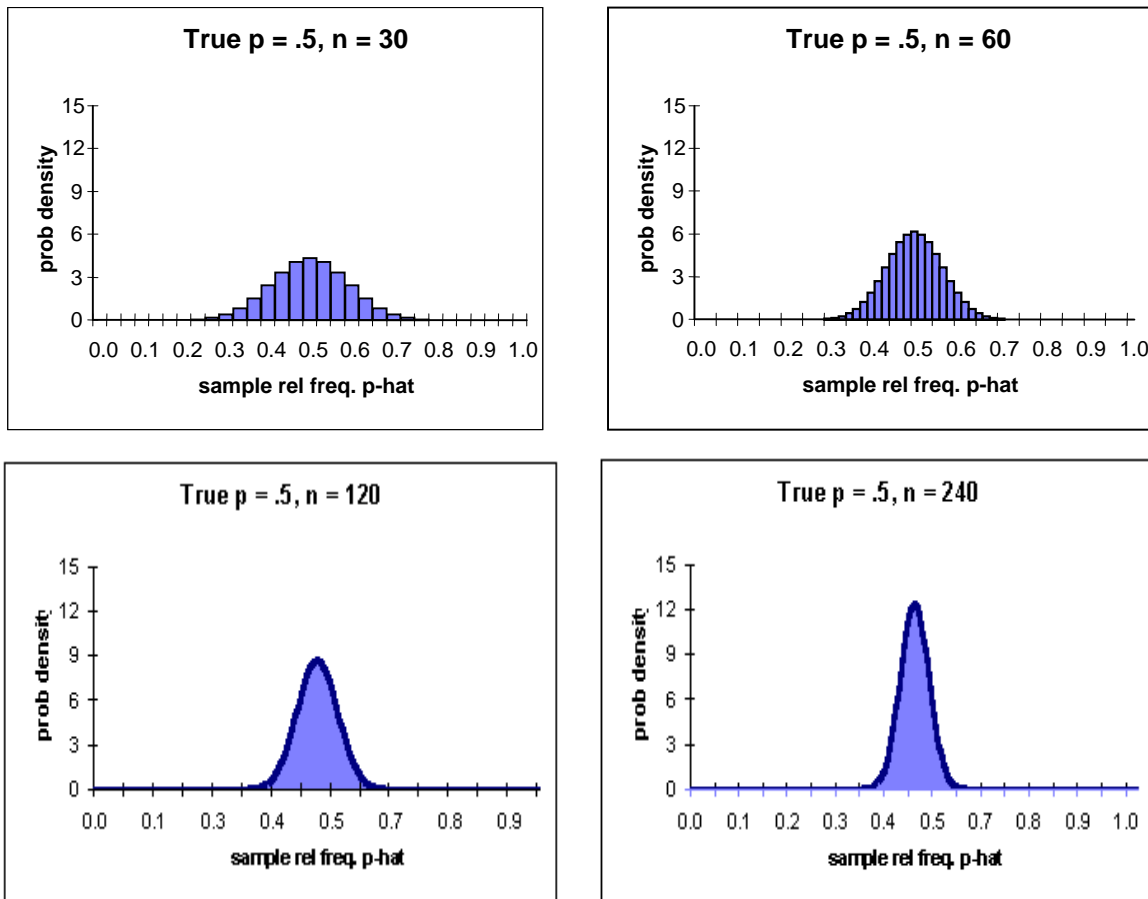 True p = .5, n = 30
15
12
9
6
3
0
prob density
0.0 0.1 0.2 0.3 0.4 0.5 0.6 0.7 0.8 0.9 1.0
sample rel freq. p-hat
True p = .5, n = 60
15
12
9
6
3
0
prob density
0.0 0.1 0.2 0.3 0.4 0.5 0.6 0.7 0.8 0.9 1.0
sample rel freq. p-hat
True p = .5, n = 120
15
12
9
6
3
0
prob density
0.0 0.1 0.3 0.4 0.5 0.7 0.8 0.9
sample rel freq. p-hat
True p = .5, n = 240
15
12
9
6
3
0
prob density
0.0 0.1 0.2 0.3 0.4 0.5 0.7 0.8 0.9 1.0
sample rel freq. p-hat